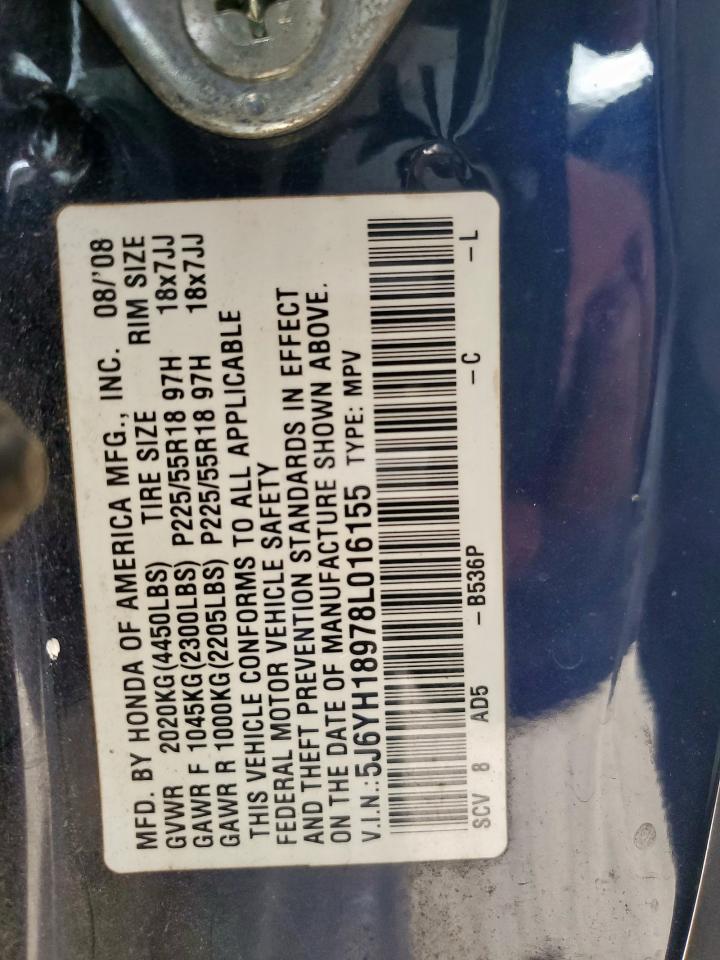 MFD. BY HONDA OF AMERICA MFG., INC. 08/'08
GVWR 2020KG(4450LBS) TIRE SIZE RIM SIZE
GAWR F 1045KG(2300LBS) P225/55R18 97H 18x7JJ
GAWR R 1000KG(2205LBS) P225/55R18 97H 18x7JJ
THIS VEHICLE CONFORMS TO ALL APPLICABLE
FEDERAL MOTOR VEHICLE SAFETY
AND THEFT PREVENTION STANDARDS IN EFFECT
ON THE DATE OF MANUFACTURE SHOWN ABOVE.
V.I.N.: 5J6YH18978L016155 TYPE: MPV
SCV 8 AD5 - B536P - C - L